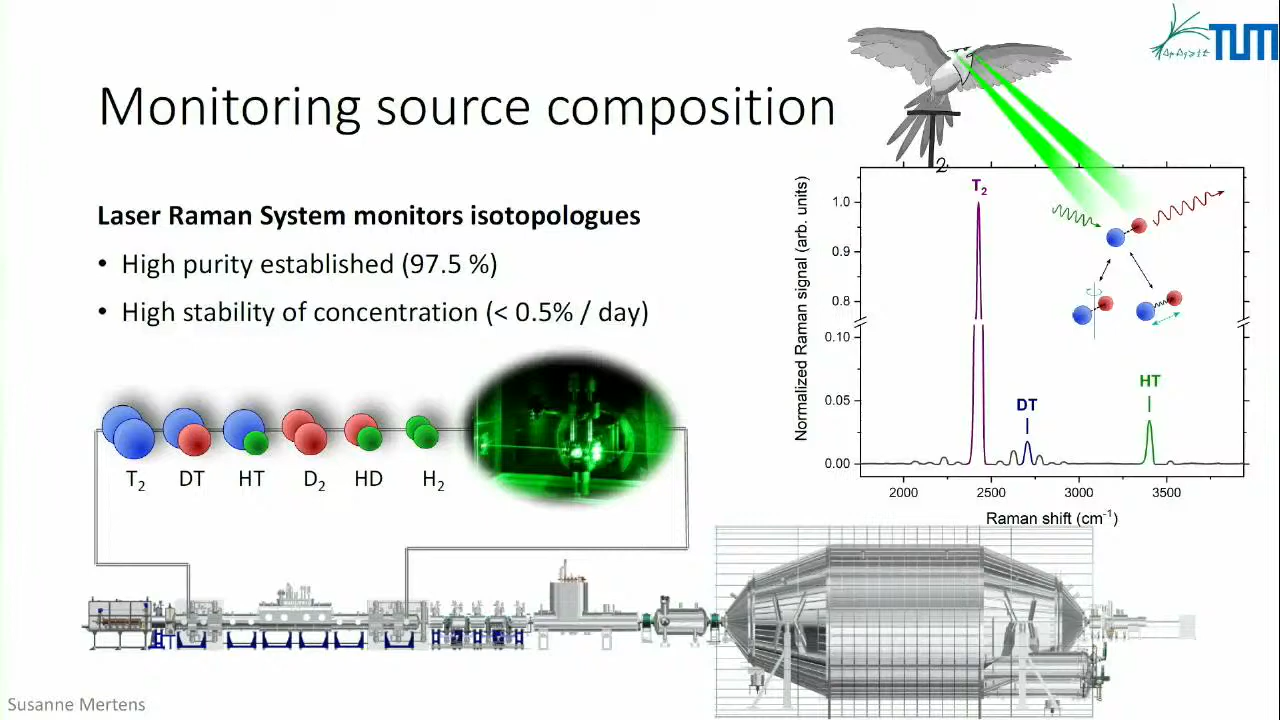 TUM
Monitoring source composition
Laser Raman System monitors isotopologues
• High purity established (97.5 %)
• High stability of concentration (< 0.5% / day)
T₂
DT
HT
D₂
HD
H₂
2
Normalized Raman signal (arb. units)
1.0
0.9
0.8
0.10
0.05
0.00
T₂
DT
HT
2000
2500
3000
3500
Raman shift (cm⁻¹)
Susanne Mertens